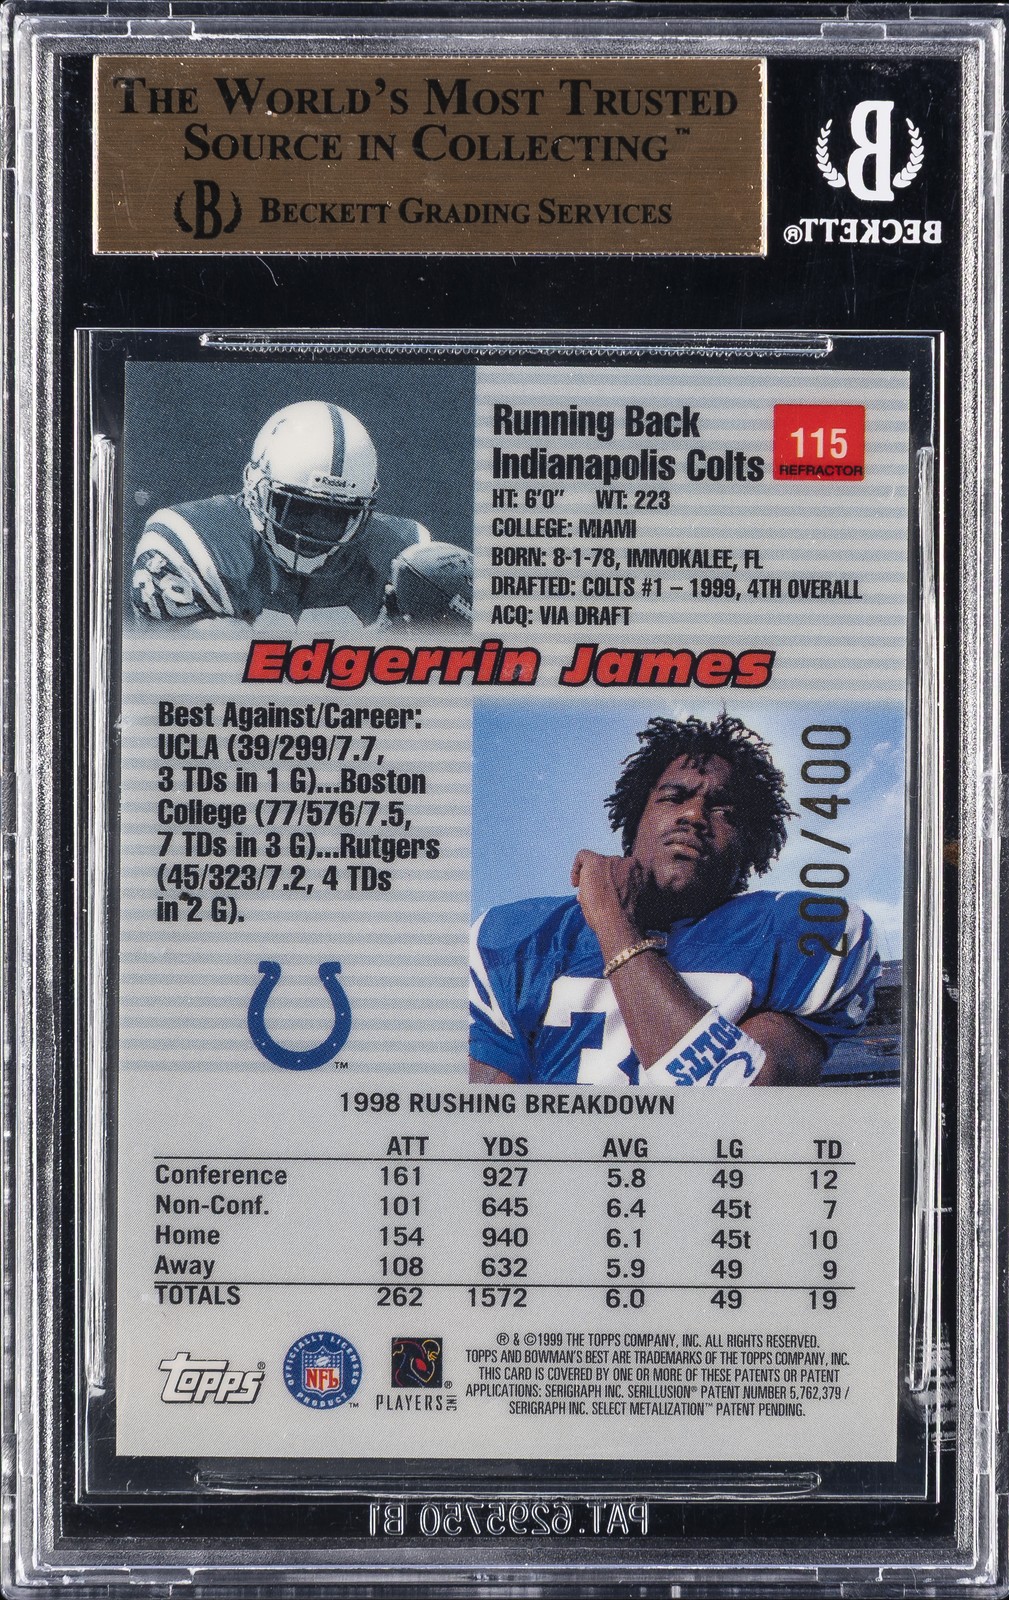 THE WORLD'S MOST TRUSTED
SOURCE IN COLLECTING™
B BECKETT GRADING SERVICES
B
BECKETT®
Running Back
Indianapolis Colts
115
REFRACTOR
HT: 6'0" WT: 223
COLLEGE: MIAMI
BORN: 8-1-78, IMMOKALEE, FL
DRAFTED: COLTS #1 – 1999, 4TH OVERALL
ACQ: VIA DRAFT
Riddell
Edgerrin James
Best Against/Career:
UCLA (39/299/7.7,
3 TDs in 1 G)...Boston
College (77/576/7.5,
7 TDs in 3 G)...Rutgers
(45/323/7.2, 4 TDs
in 2 G).
200/400
COLTS
TM
1998 RUSHING BREAKDOWN
ATT YDS AVG LG TD
Conference 161 927 5.8 49 12
Non-Conf. 101 645 6.4 45t 7
Home 154 940 6.1 45t 10
Away 108 632 5.9 49 9
TOTALS 262 1572 6.0 49 19
Topps®
OFFICIALLY LICENSED
NFL
PRODUCT™
PLAYERS INC®
® & ©1999 THE TOPPS COMPANY, INC. ALL RIGHTS RESERVED.
TOPPS AND BOWMAN'S BEST ARE TRADEMARKS OF THE TOPPS COMPANY, INC.
THIS CARD IS COVERED BY ONE OR MORE OF THESE PATENTS OR PATENT
APPLICATIONS: SERIGRAPH INC. SERILLUSION® PATENT NUMBER 5,762,379 /
SERIGRAPH INC. SELECT METALIZATION™ PATENT PENDING.
PAT. 6295750 B1